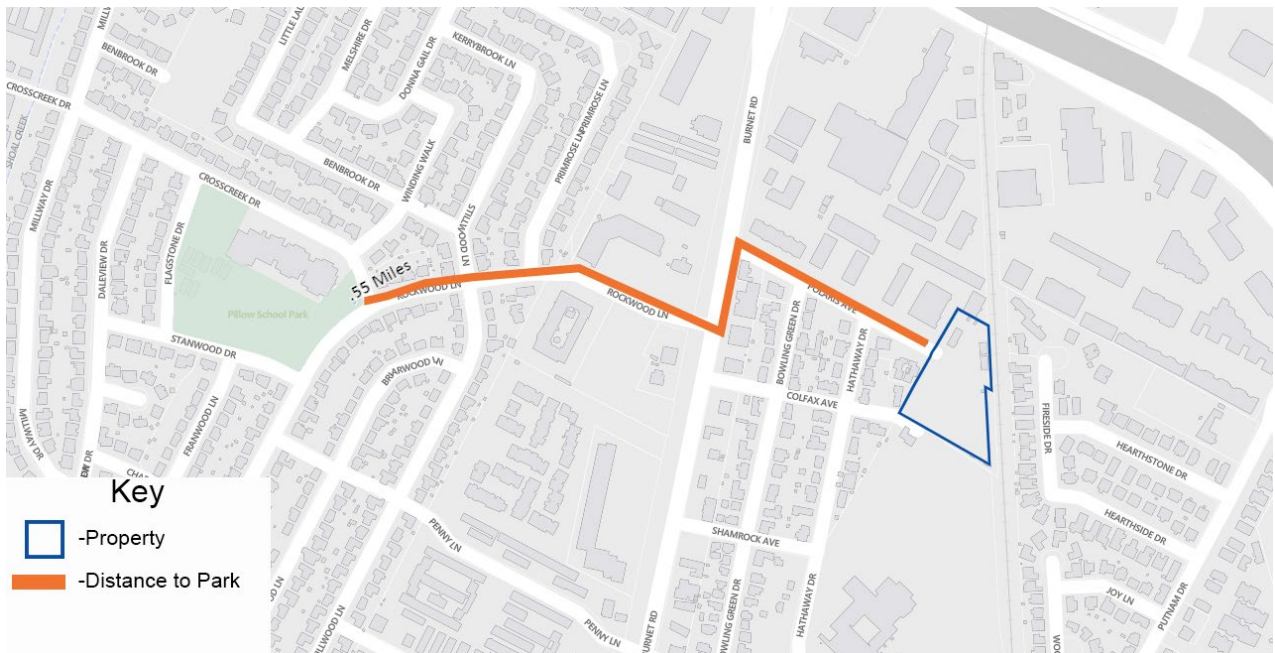 MILLW
BENBROOK DR
LITTLE LAU
MELSHIRE DR
DONNA GAIL DR
KERRYBROOK LN
PRIMROSE LN
PRIMROSE LN
BURNET RD
CROSSCREEK DR
SHOAL CREEK
MILLWAY DR
BENBROOK DR
WINDING WALK
CROSSCREEK DR
STILLWOOD LN
FLAGSTONE DR
DALEVIEW DR
.55 Miles
ROCKWOOD LN
ROCKWOOD LN
POLARIS AVE
Pillow School Park
STANWOOD DR
BOWLING GREEN DR
HATHAWAY DR
BRIARWOOD LN
COLFAX AVE
FIRESIDE DR
FRANWOOD LN
MILLWAY DR
HEARTHSTONE DR
HEARTHSIDE DR
PENNY LN
SHAMROCK AVE
JOY LN
PUTNAM DR
BOWLING GREEN DR
HATHAWAY DR
BURNET RD
PENNY LN
WOO
Key
-Property
-Distance to Park